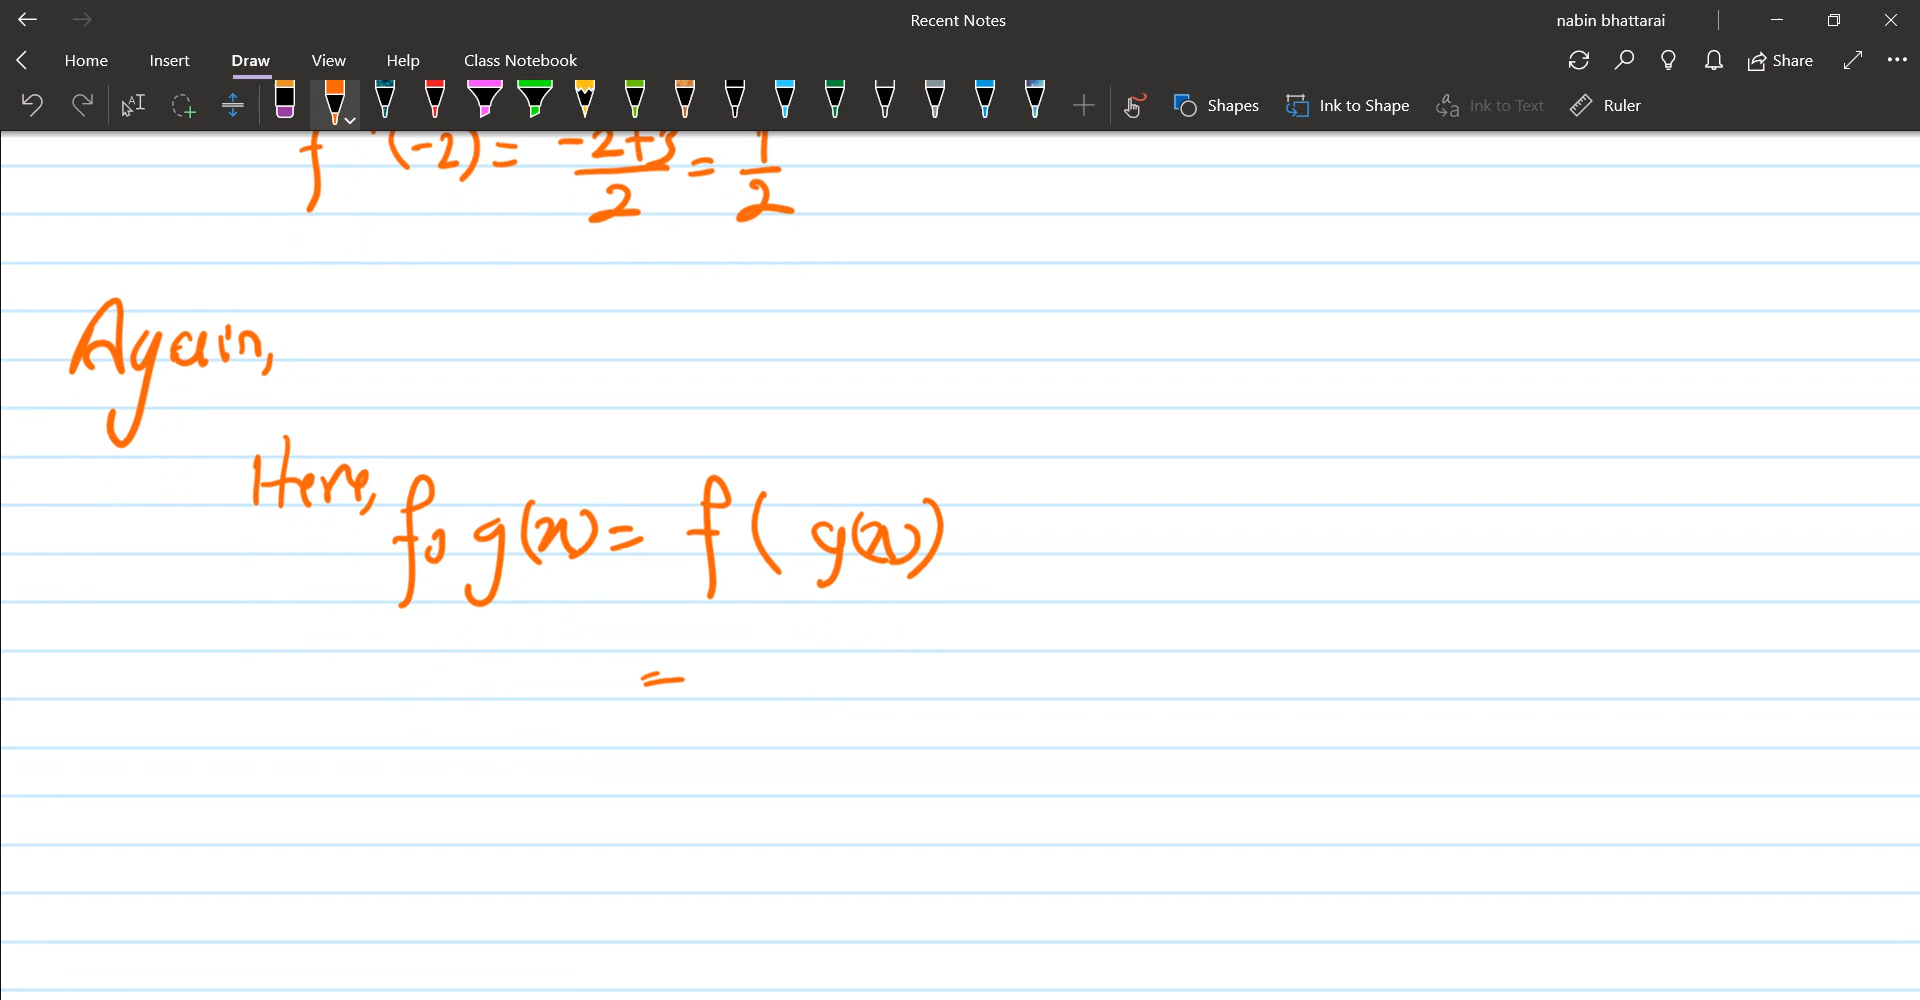 Recent Notes
nabin bhattarai
Home Insert Draw View Help Class Notebook
Share
Shapes Ink to Shape Ink to Text Ruler
f⁻¹(-2) = (-2+3)/2 = 1/2
Again,
Here, fog(x) = f( g(x))
=